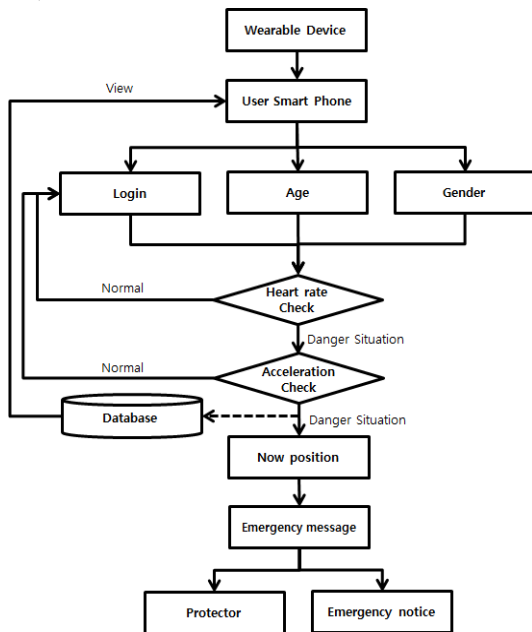 Wearable Device
View
User Smart Phone
Login
Age
Gender
Normal
Heart rate
Check
Danger Situation
Normal
Acceleration
Check
Database
Danger Situation
Now position
Emergency message
Protector
Emergency notice